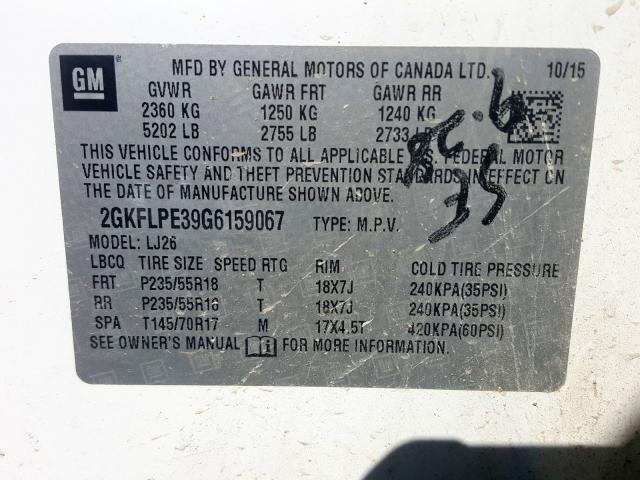 GM
MFD BY GENERAL MOTORS OF CANADA LTD. 10/15
GVWR GAWR FRT GAWR RR
2360 KG 1250 KG 1240 KG
5202 LB 2755 LB 2733 LB
THIS VEHICLE CONFORMS TO ALL APPLICABLE U.S. FEDERAL MOTOR
VEHICLE SAFETY AND THEFT PREVENTION STANDARDS IN EFFECT ON
THE DATE OF MANUFACTURE SHOWN ABOVE.
2GKFLPE39G6159067 TYPE: M.P.V.
MODEL: LJ26
LBCQ TIRE SIZE SPEED RTG RIM COLD TIRE PRESSURE
FRT P235/55R18 T 18X7J 240KPA(35PSI)
RR P235/55R18 T 18X7J 240KPA(35PSI)
SPA T145/70R17 M 17X4.5T 420KPA(60PSI)
SEE OWNER'S MANUAL FOR MORE INFORMATION.